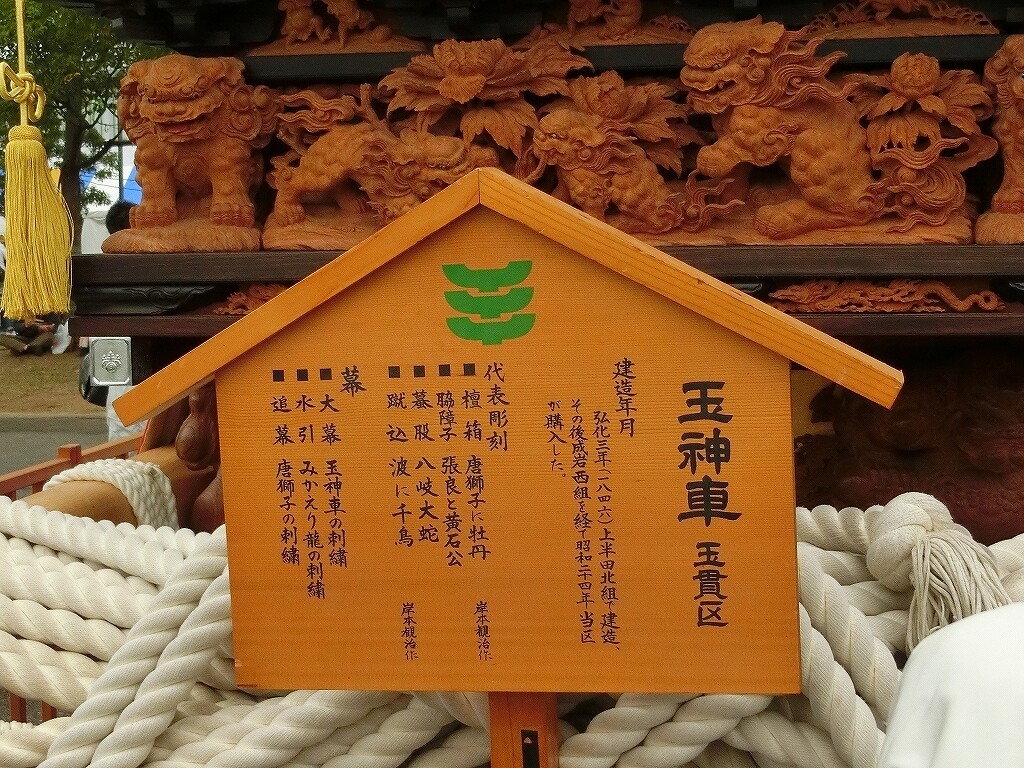 玉神車 玉貫区
建造年月
弘化三年(一八四六)上半田北組で建造、
その後成岩西組を経て昭和二十四年当区
が購入した。
代表彫刻
■檀箱 唐獅子に牡丹 岸本観治作
■脇障子 張良と黄石公
■蟇股 八岐大蛇
■蹴込 波に千鳥 岸本観治作
幕
■大幕 玉神車の刺繍
■水引 みかえり龍の刺繍
■追幕 唐獅子の刺繍